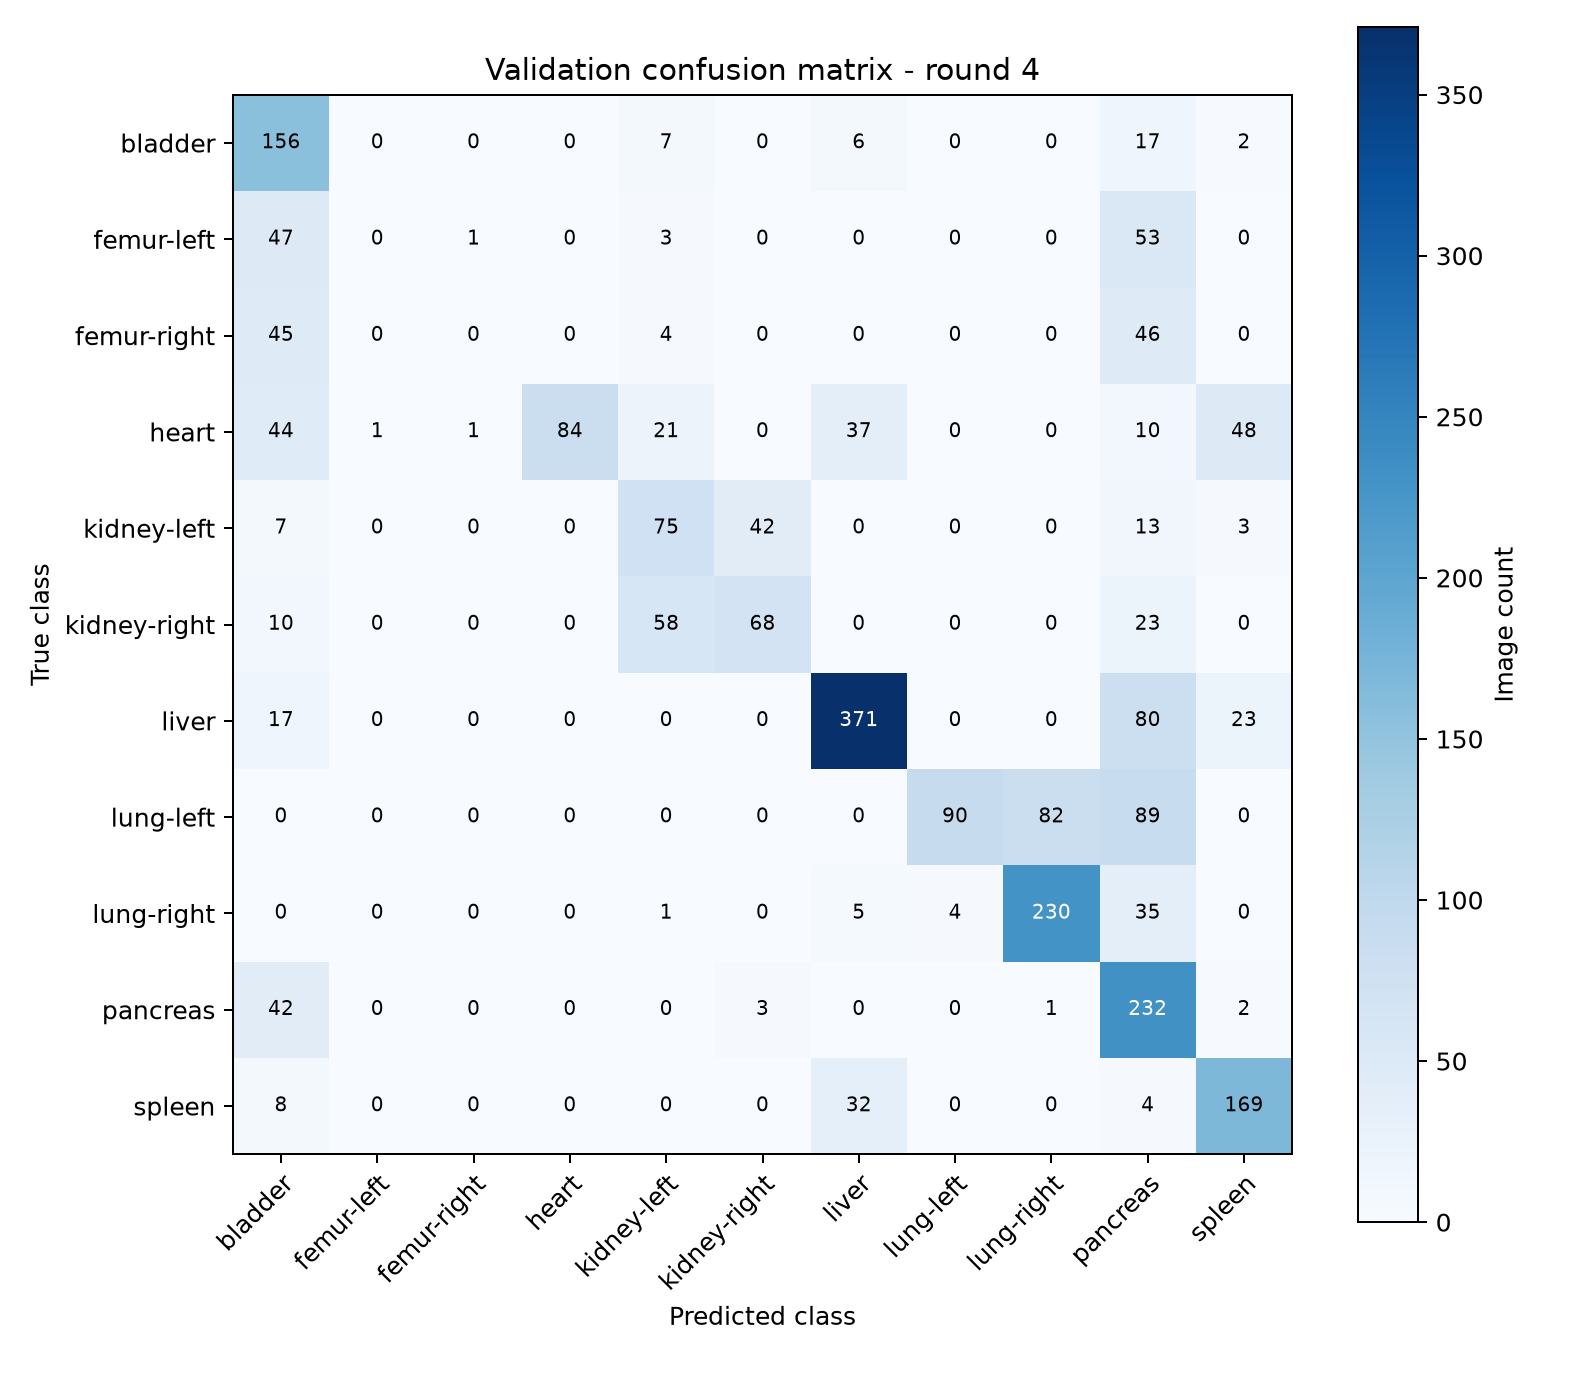 Validation confusion matrix - round 4
bladder 156 0 0 0 7 0 6 0 0 17 2
femur-left 47 0 1 0 3 0 0 0 0 53 0
femur-right 45 0 0 0 4 0 0 0 0 46 0
heart 44 1 1 84 21 0 37 0 0 10 48
kidney-left 7 0 0 0 75 42 0 0 0 13 3
kidney-right 10 0 0 0 58 68 0 0 0 23 0
liver 17 0 0 0 0 0 371 0 0 80 23
lung-left 0 0 0 0 0 0 0 90 82 89 0
lung-right 0 0 0 0 1 0 5 4 230 35 0
pancreas 42 0 0 0 0 3 0 0 1 232 2
spleen 8 0 0 0 0 0 32 0 0 4 169
bladder femur-left femur-right heart kidney-left kidney-right liver lung-left lung-right pancreas spleen
Predicted class
True class
350
300
250
200
150
100
50
0
Image count